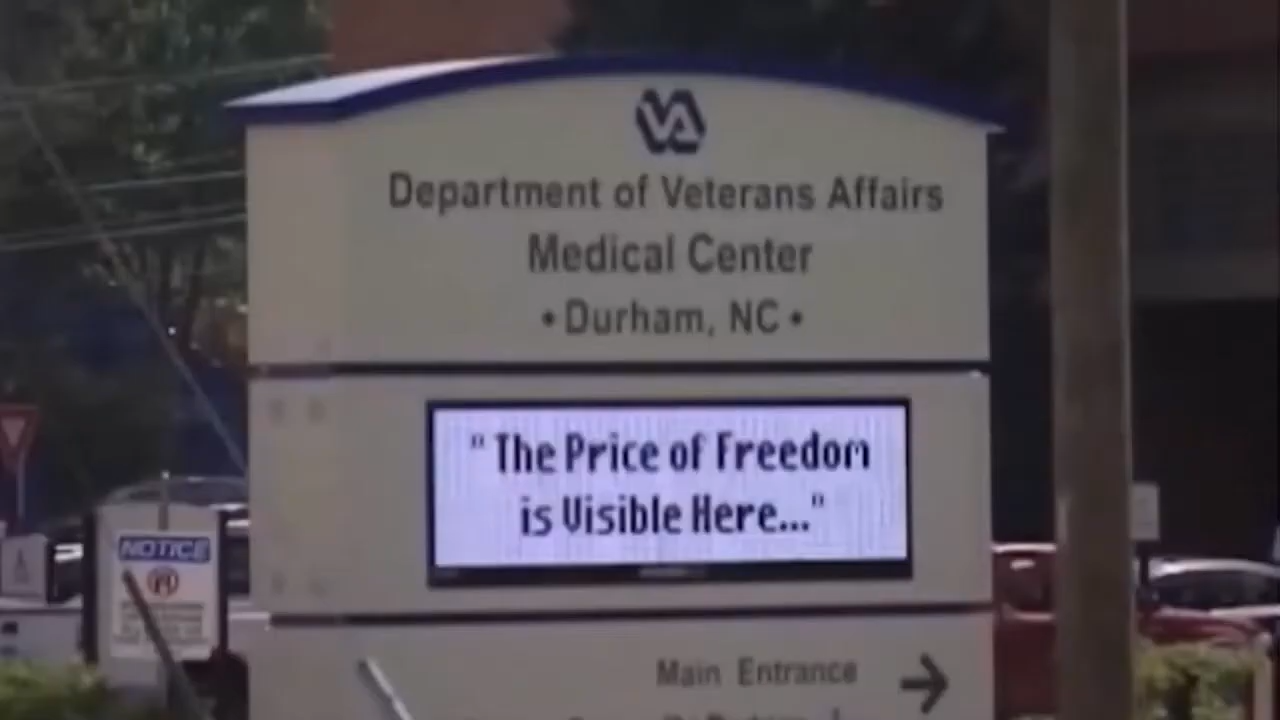 VA
Department of Veterans Affairs
Medical Center
• Durham, NC •
" The Price of Freedom
is Visible Here..."
NOTICE
Main Entrance